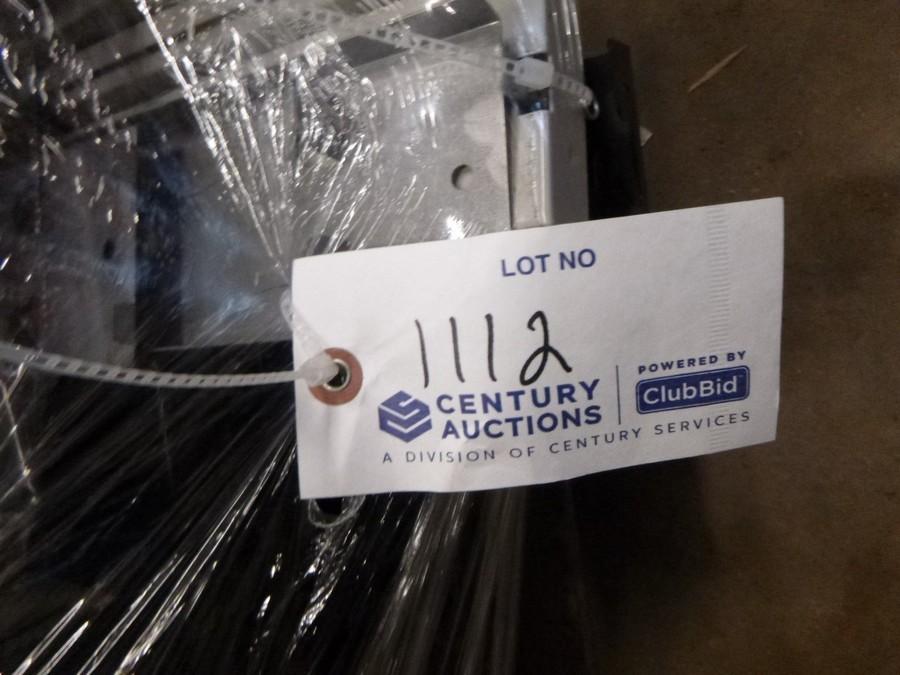 LOT NO
1112
CENTURY
AUCTIONS
POWERED BY
ClubBid
A DIVISION OF CENTURY SERVICES